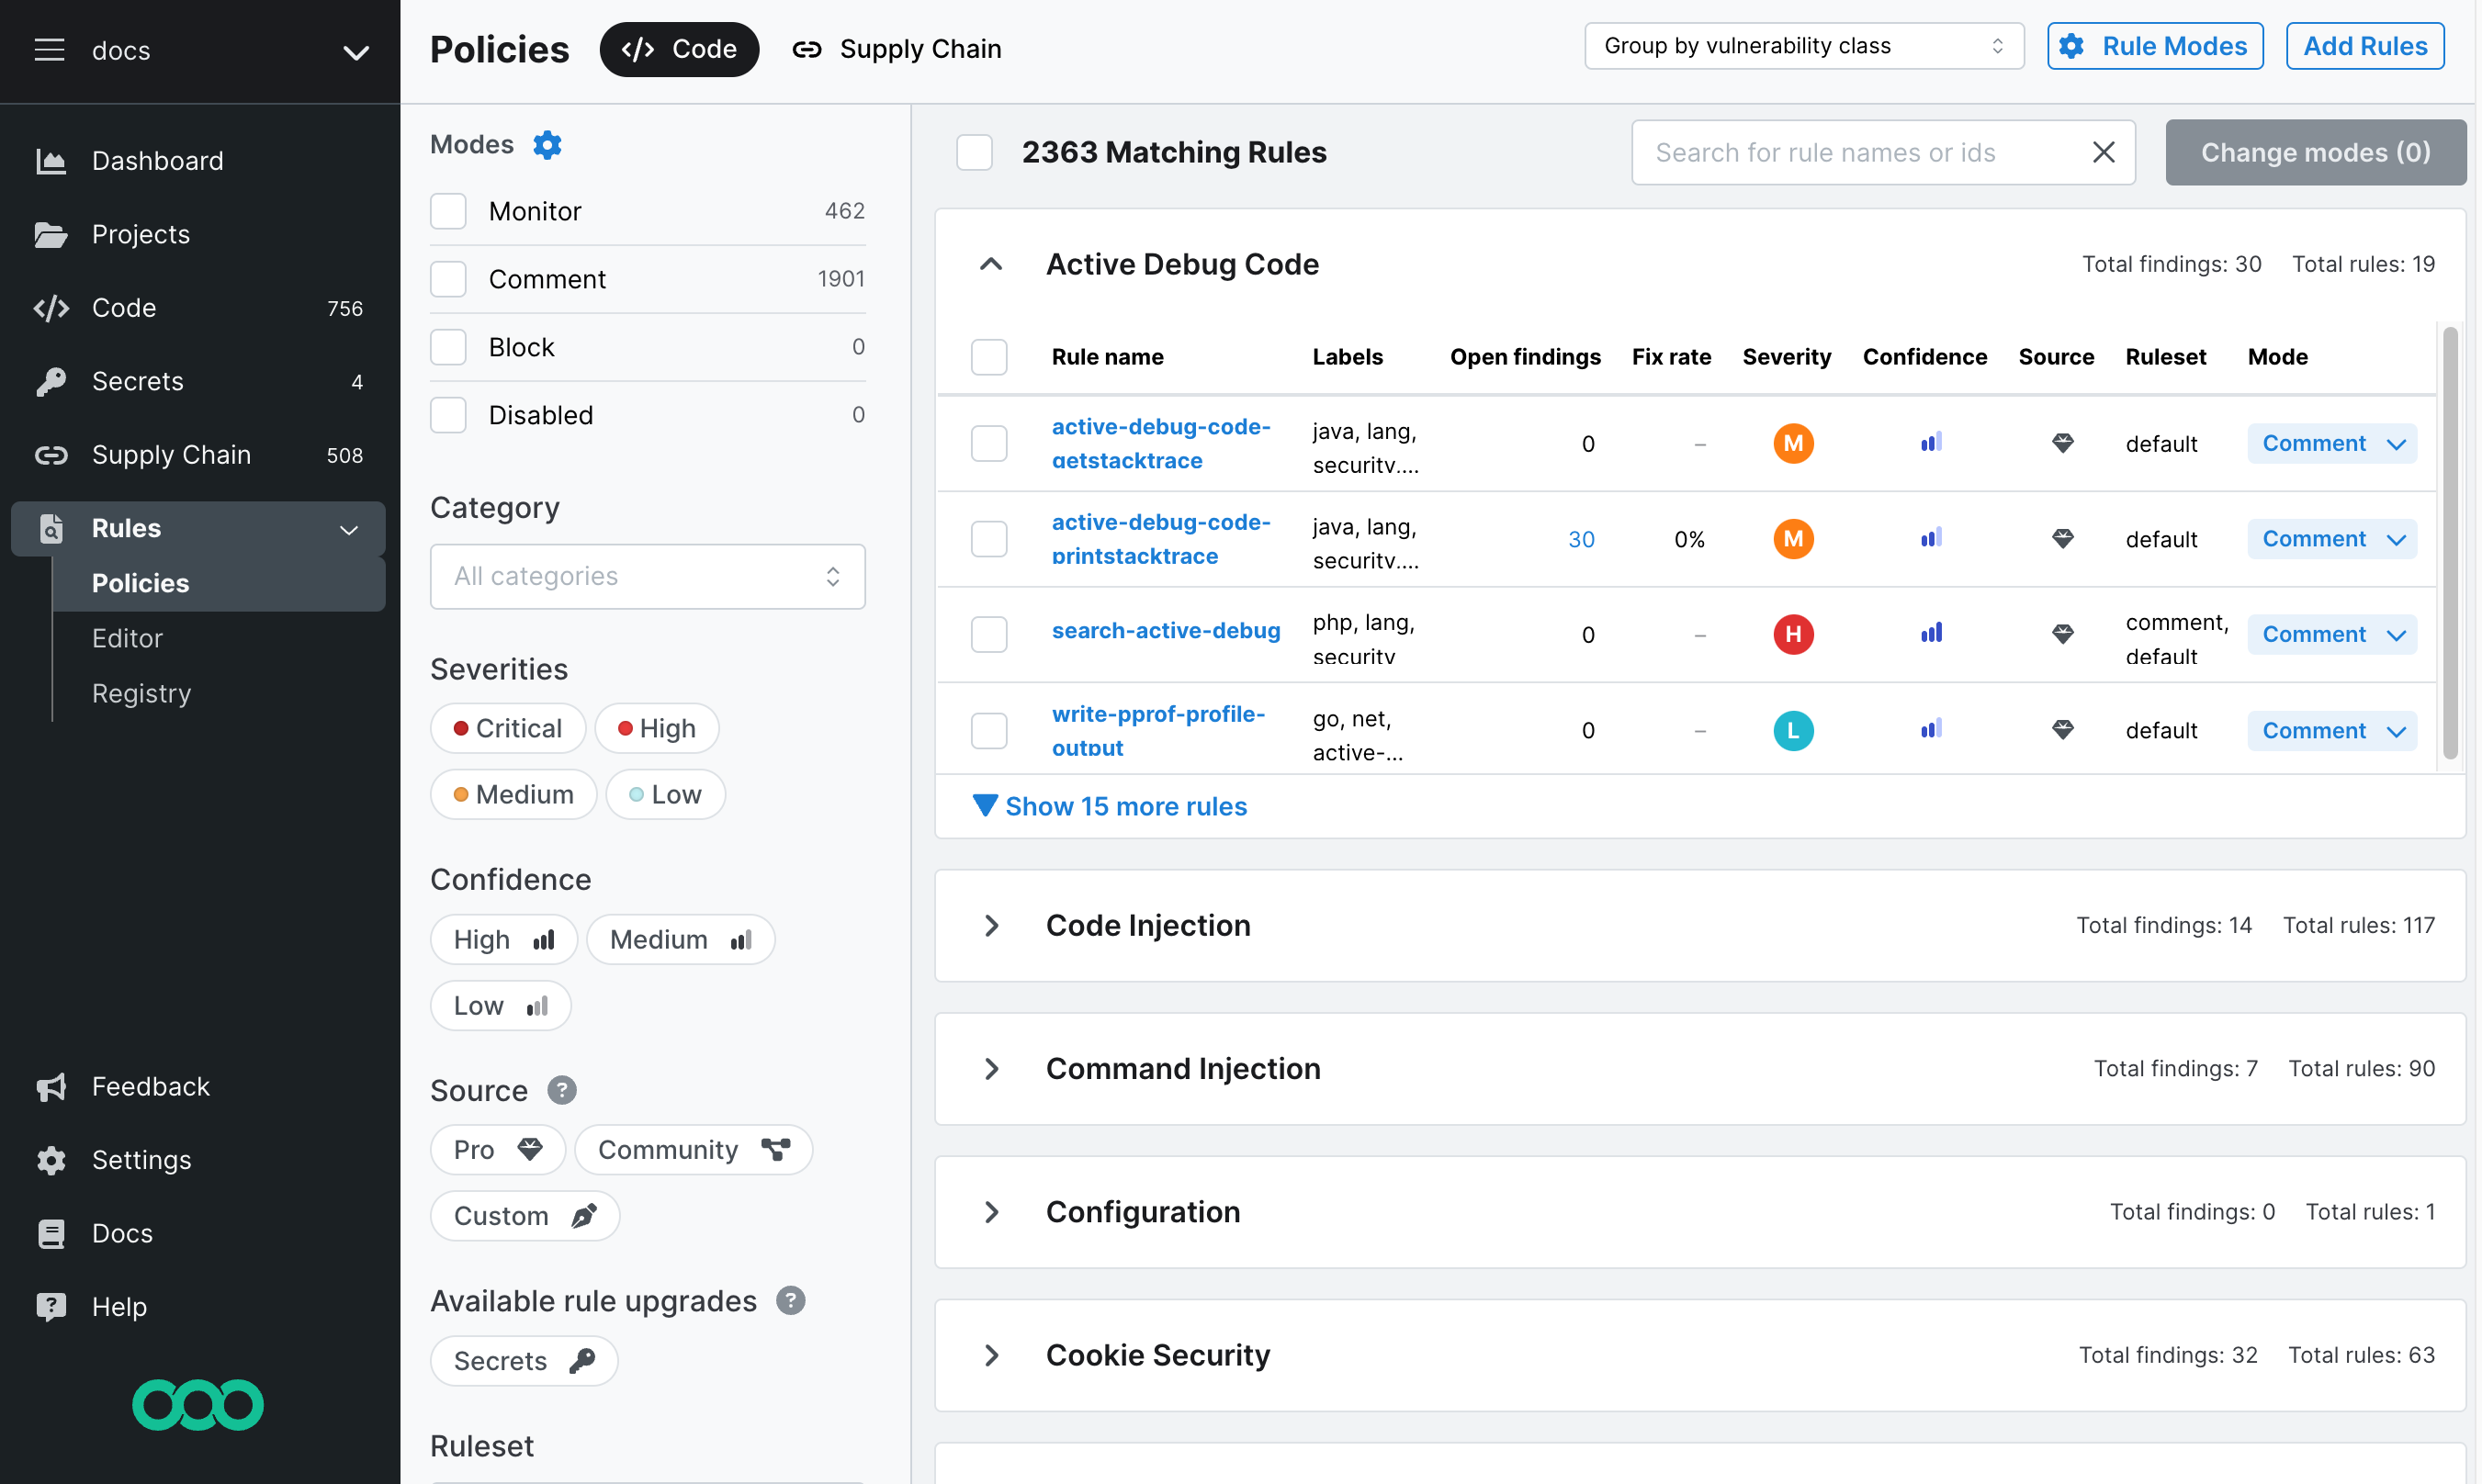 docs
Dashboard
Projects
Code 756
Secrets 4
Supply Chain 508
Rules
Policies
Editor
Registry
Feedback
Settings
Docs
Help
Policies Code Supply Chain
Group by vulnerability class Rule Modes Add Rules
Modes
Monitor 462
Comment 1901
Block 0
Disabled 0
Category
All categories
Severities
Critical High
Medium Low
Confidence
High Medium
Low
Source ?
Pro Community
Custom
Available rule upgrades ?
Secrets
Ruleset
2363 Matching Rules Search for rule names or ids Change modes (0)
Active Debug Code Total findings: 30 Total rules: 19
Rule name Labels Open findings Fix rate Severity Confidence Source Ruleset Mode
active-debug-code-
getstacktrace
java, lang,
security....
0 – M default Comment
active-debug-code-
printstacktrace
java, lang,
security....
30 0% M default Comment
search-active-debug
php, lang,
security
0 – H
comment,
default
Comment
write-pprof-profile-
output
go, net,
active-...
0 – L default Comment
Show 15 more rules
Code Injection Total findings: 14 Total rules: 117
Command Injection Total findings: 7 Total rules: 90
Configuration Total findings: 0 Total rules: 1
Cookie Security Total findings: 32 Total rules: 63